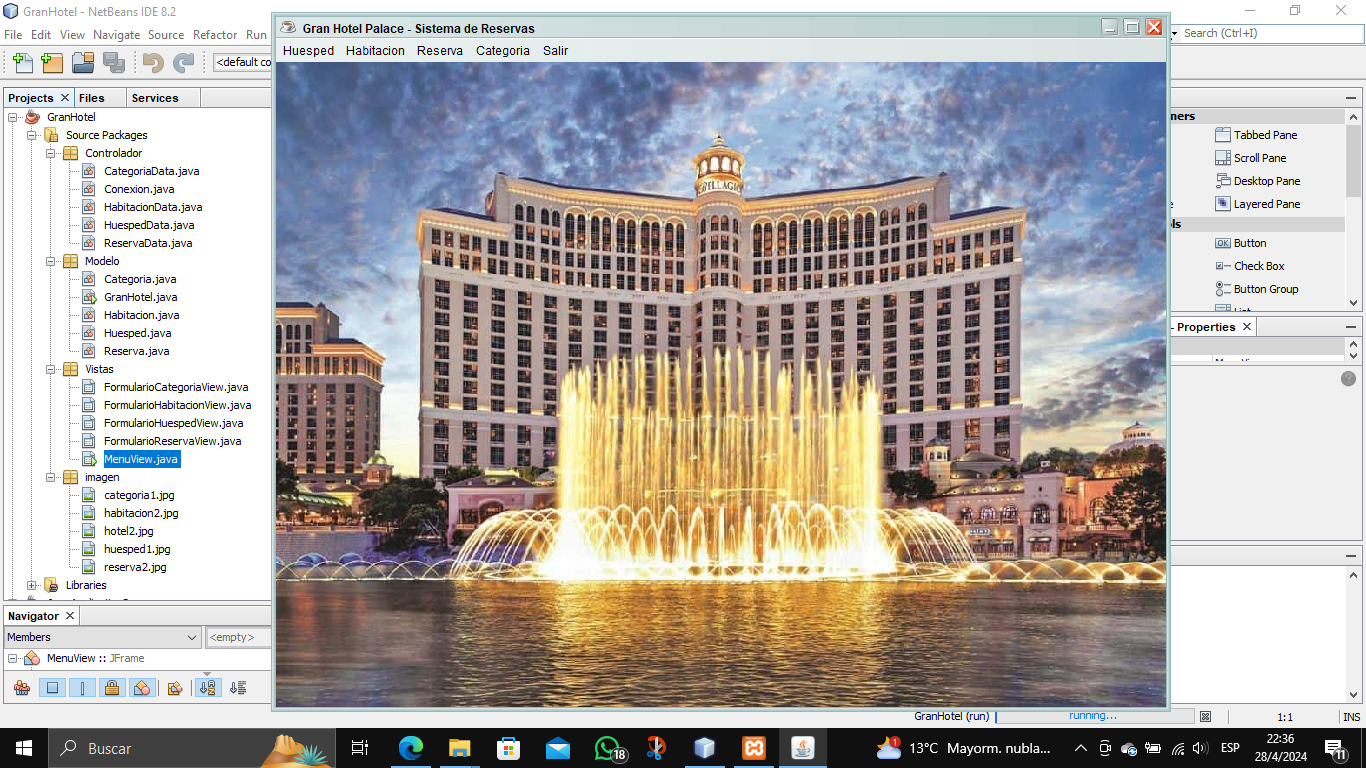 GranHotel - NetBeans IDE 8.2
Gran Hotel Palace - Sistema de Reservas
File Edit View Navigate Source Refactor Run
Search (Ctrl+I)
Huesped Habitacion Reserva Categoria Salir
<default co
Projects Files Services
GranHotel
Source Packages
Controlador
CategoriaData.java
Conexion.java
HabitacionData.java
HuespedData.java
ReservaData.java
Modelo
Categoria.java
GranHotel.java
Habitacion.java
Huesped.java
Reserva.java
Vistas
FormularioCategoriaView.java
FormularioHabitacionView.java
FormularioHuespedView.java
FormularioReservaView.java
MenuView.java
imagen
categoria1.jpg
habitacion2.jpg
hotel2.jpg
huesped1.jpg
reserva2.jpg
Libraries
Navigator
Members
<empty>
MenuView :: JFrame
BELLAGIO
ners
Tabbed Pane
Scroll Pane
Desktop Pane
Layered Pane
ls
OK Button
Check Box
Button Group
- Properties
GranHotel (run)
running...
1:1
INS
Buscar
18
1
13°C Mayorm. nubla...
ESP
22:36
28/4/2024
11